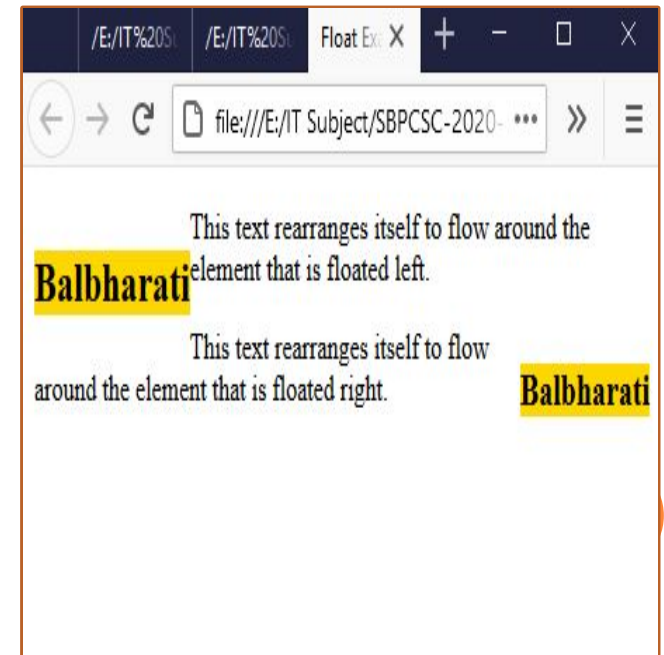 /E:/IT%20S /E:/IT%20S Float Ex
file:///E:/IT Subject/SBPCSC-2020-
This text rearranges itself to flow around the
Balbharati element that is floated left.
This text rearranges itself to flow
around the element that is floated right. Balbharati